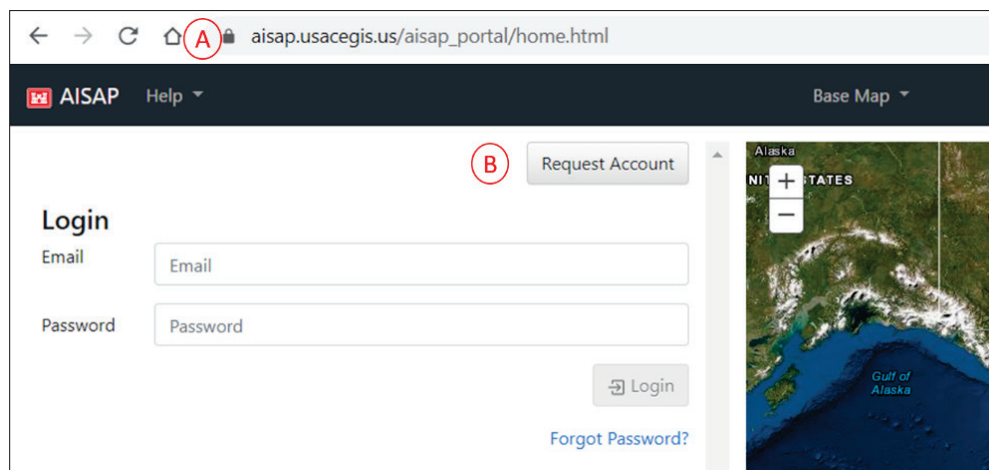 A aisap.usacegis.us/aisap_portal/home.html
AISAP Help Base Map
B Request Account
Alaska
STATES
+
−
Login
Email Email
Password Password
Login
Forgot Password?
Gulf of
Alaska